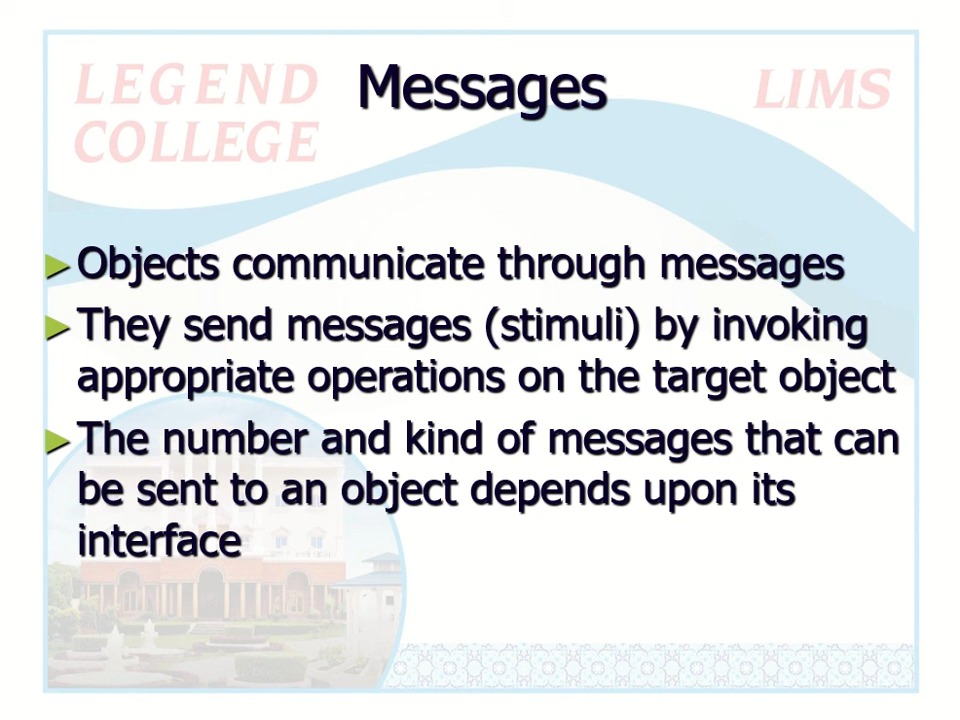 LEGEND
COLLEGE
Messages
LIMS
► Objects communicate through messages
► They send messages (stimuli) by invoking
appropriate operations on the target object
► The number and kind of messages that can
be sent to an object depends upon its
interface